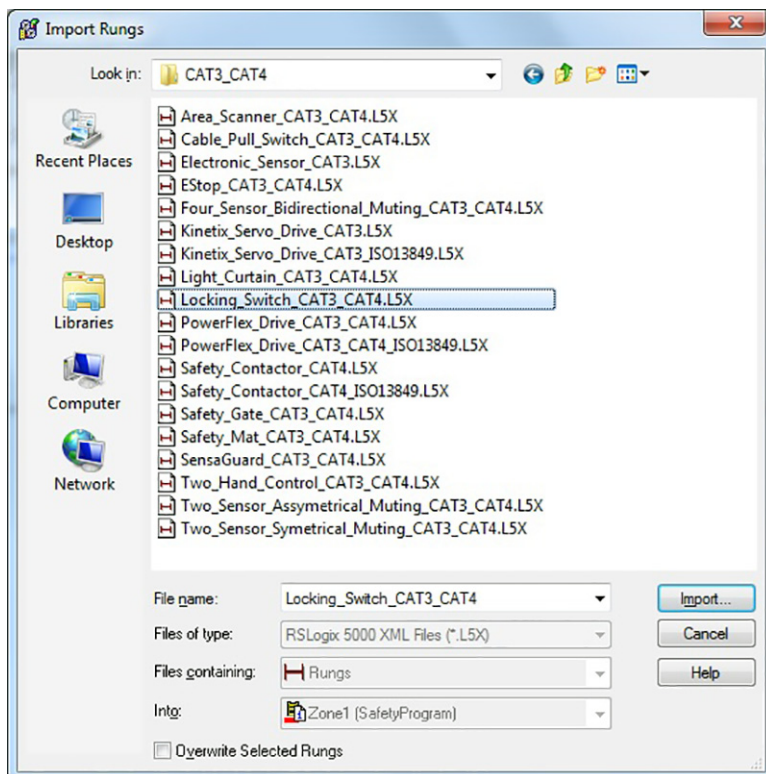 Import Rungs
Look in: CAT3_CAT4
Recent Places
Desktop
Libraries
Computer
Network
Area_Scanner_CAT3_CAT4.L5X
Cable_Pull_Switch_CAT3_CAT4.L5X
Electronic_Sensor_CAT3.L5X
EStop_CAT3_CAT4.L5X
Four_Sensor_Bidirectional_Muting_CAT3_CAT4.L5X
Kinetix_Servo_Drive_CAT3.L5X
Kinetix_Servo_Drive_CAT3_ISO13849.L5X
Light_Curtain_CAT3_CAT4.L5X
Locking_Switch_CAT3_CAT4.L5X
PowerFlex_Drive_CAT3_CAT4.L5X
PowerFlex_Drive_CAT3_CAT4_ISO13849.L5X
Safety_Contactor_CAT4.L5X
Safety_Contactor_CAT4_ISO13849.L5X
Safety_Gate_CAT3_CAT4.L5X
Safety_Mat_CAT3_CAT4.L5X
SensaGuard_CAT3_CAT4.L5X
Two_Hand_Control_CAT3_CAT4.L5X
Two_Sensor_Assymetrical_Muting_CAT3_CAT4.L5X
Two_Sensor_Symetrical_Muting_CAT3_CAT4.L5X
File name: Locking_Switch_CAT3_CAT4 Import...
Files of type: RSLogix 5000 XML Files (*.L5X) Cancel
Files containing: Rungs Help
Into: Zone1 (SafetyProgram)
Overwrite Selected Rungs